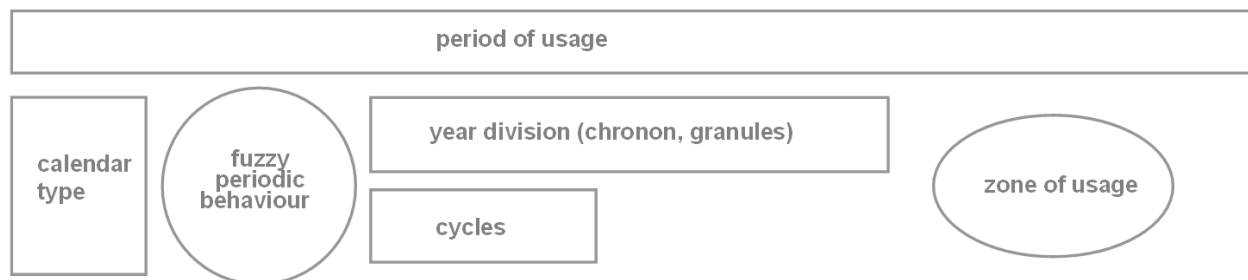 period of usage
calendar
type
fuzzy
periodic
behaviour
year division (chronon, granules)
cycles
zone of usage